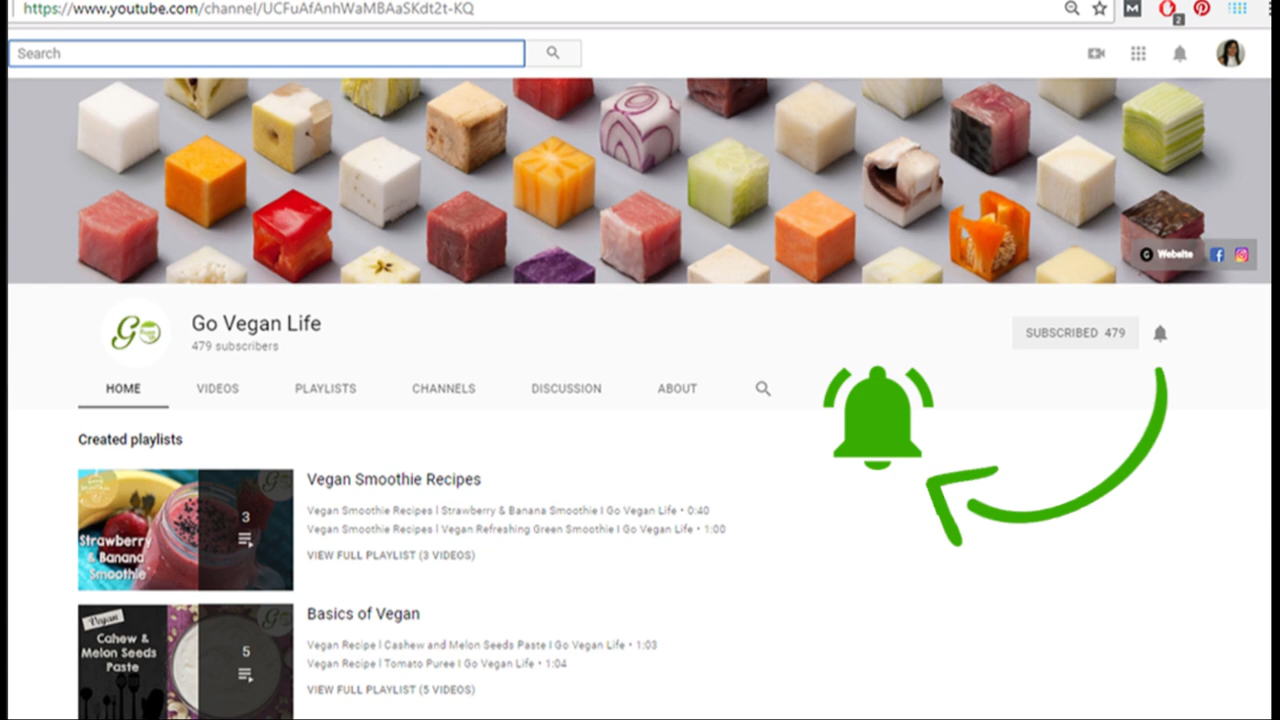 https://www.youtube.com/channel/UCFuAfAnhWaMBAaSKdt2t-KQ
M
2
Search
G Website
Go Vegan Life
479 subscribers
SUBSCRIBED 479
HOME VIDEOS PLAYLISTS CHANNELS DISCUSSION ABOUT
Created playlists
Vegan Smoothie Recipes
Vegan Smoothie Recipes | Strawberry & Banana Smoothie I Go Vegan Life • 0:40
Vegan Smoothie Recipes | Vegan Refreshing Green Smoothie I Go Vegan Life • 1:00
VIEW FULL PLAYLIST (3 VIDEOS)
3
Strawberry
& Banana
Smoothie
Basics of Vegan
Vegan Recipe | Cashew and Melon Seeds Paste I Go Vegan Life • 1:03
Vegan Recipe | Tomato Puree I Go Vegan Life • 1:04
VIEW FULL PLAYLIST (5 VIDEOS)
5
Vegan
Cahew &
Melon Seeds
Paste